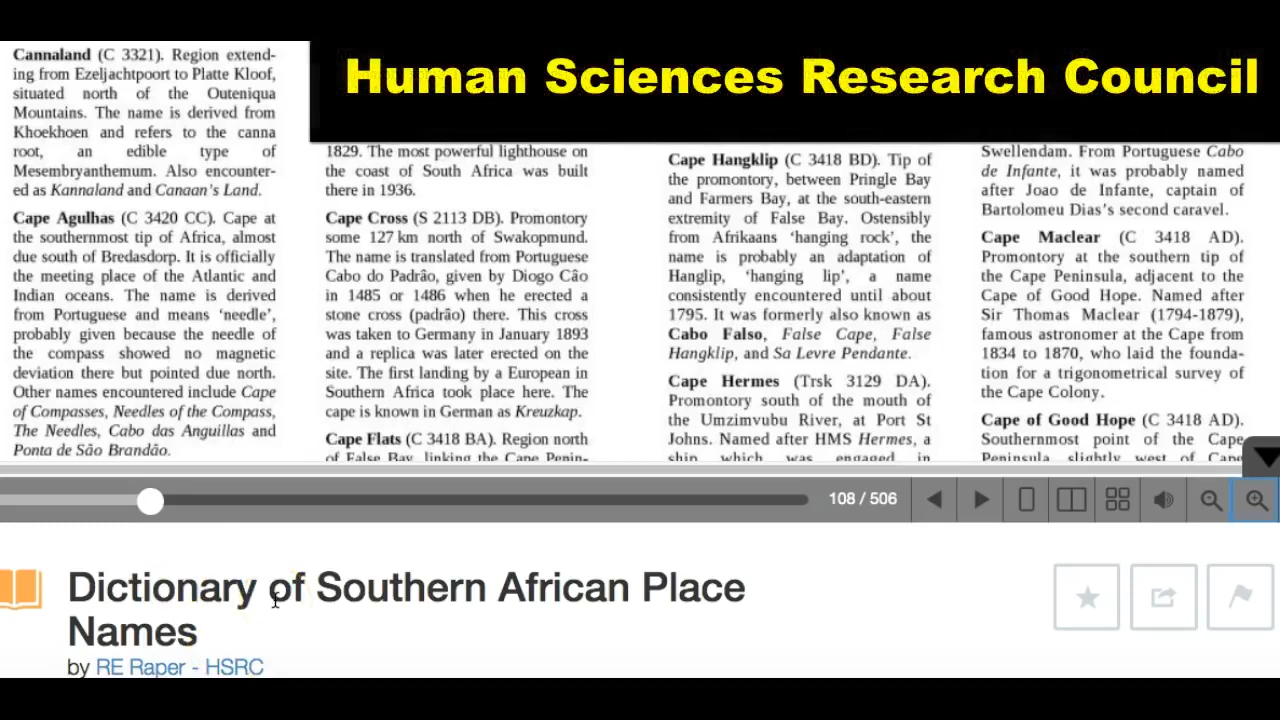 Human Sciences Research Council
Cannaland (C 3321). Region extend-
ing from Ezeljachtpoort to Platte Kloof,
situated north of the Outeniqua
Mountains. The name is derived from
Khoekhoen and refers to the canna
root, an edible type of
Mesembryanthemum. Also encounter-
ed as Kannaland and Canaan's Land.
Cape Agulhas (C 3420 CC). Cape at
the southernmost tip of Africa, almost
due south of Bredasdorp. It is officially
the meeting place of the Atlantic and
Indian oceans. The name is derived
from Portuguese and means ‘needle’,
probably given because the needle of
the compass showed no magnetic
deviation there but pointed due north.
Other names encountered include Cape
of Compasses, Needles of the Compass,
The Needles, Cabo das Anguillas and
Ponta de São Brandão.
1829. The most powerful lighthouse on
the coast of South Africa was built
there in 1936.
Cape Cross (S 2113 DB). Promontory
some 127 km north of Swakopmund.
The name is translated from Portuguese
Cabo do Padrão, given by Diogo Câo
in 1485 or 1486 when he erected a
stone cross (padrão) there. This cross
was taken to Germany in January 1893
and a replica was later erected on the
site. The first landing by a European in
Southern Africa took place here. The
cape is known in German as Kreuzkap.
Cape Flats (C 3418 BA). Region north
of False Bay, linking the Cape Penin-
Cape Hangklip (C 3418 BD). Tip of
the promontory, between Pringle Bay
and Farmers Bay, at the south-eastern
extremity of False Bay. Ostensibly
from Afrikaans ‘hanging rock’, the
name is probably an adaptation of
Hanglip, ‘hanging lip’, a name
consistently encountered until about
1795. It was formerly also known as
Cabo Falso, False Cape, False
Hangklip, and Sa Levre Pendante.
Cape Hermes (Trsk 3129 DA).
Promontory south of the mouth of
the Umzimvubu River, at Port St
Johns. Named after HMS Hermes, a
ship which was engaged in
Swellendam. From Portuguese Cabo
de Infante, it was probably named
after Joao de Infante, captain of
Bartolomeu Dias's second caravel.
Cape Maclear (C 3418 AD).
Promontory at the southern tip of
the Cape Peninsula, adjacent to the
Cape of Good Hope. Named after
Sir Thomas Maclear (1794-1879),
famous astronomer at the Cape from
1834 to 1870, who laid the founda-
tion for a trigonometrical survey of
the Cape Colony.
Cape of Good Hope (C 3418 AD).
Southernmost point of the Cape
Peninsula, slightly west of Cape
108 / 506
Dictionary of Southern African Place
Names
by RE Raper - HSRC